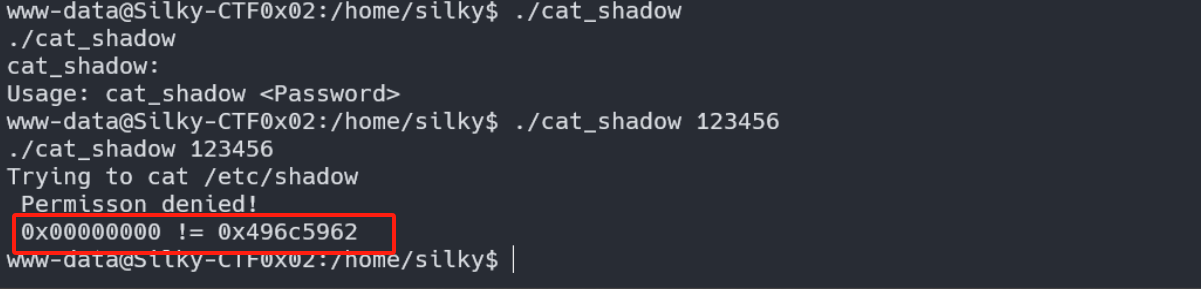 www-data@Silky-CTF0x02:/home/silky$ ./cat_shadow
./cat_shadow
cat_shadow:
Usage: cat_shadow <Password>
www-data@Silky-CTF0x02:/home/silky$ ./cat_shadow 123456
./cat_shadow 123456
Trying to cat /etc/shadow
 Permisson denied!
 0x00000000 != 0x496c5962
www-data@Silky-CTF0x02:/home/silky$